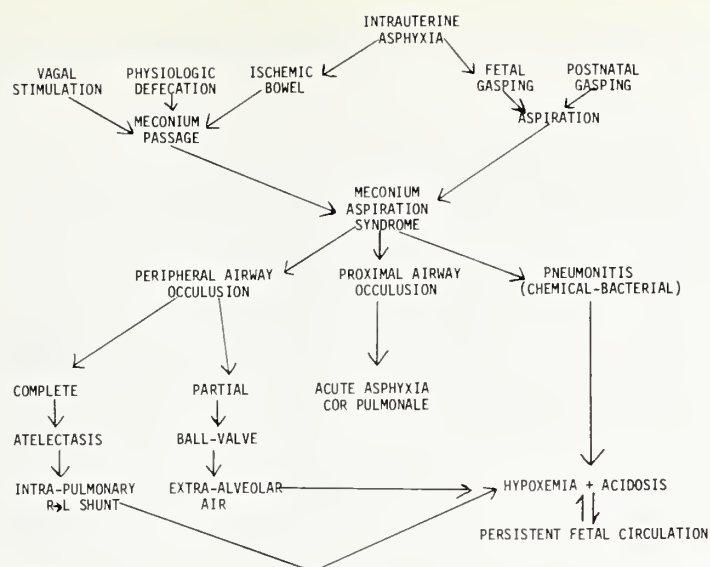 INTRAUTERINE
ASPHYXIA
VAGAL
STIMULATION
PHYSIOLOGIC
DEFECATION
ISCHEMIC
BOWEL
FETAL
GASPING
POSTNATAL
GASPING
MECONIUM
PASSAGE
ASPIRATION
MECONIUM
ASPIRATION
SYNDROME
PERIPHERAL AIRWAY
OCCULUSION
PROXIMAL AIRWAY
OCCULUSION
PNEUMONITIS
(CHEMICAL-BACTERIAL)
COMPLETE
PARTIAL
ACUTE ASPHYXIA
COR PULMONALE
ATELECTASIS
BALL-VALVE
INTRA-PULMONARY
R→L SHUNT
EXTRA-ALVEOLAR
AIR
HYPOXEMIA + ACIDOSIS
PERSISTENT FETAL CIRCULATION